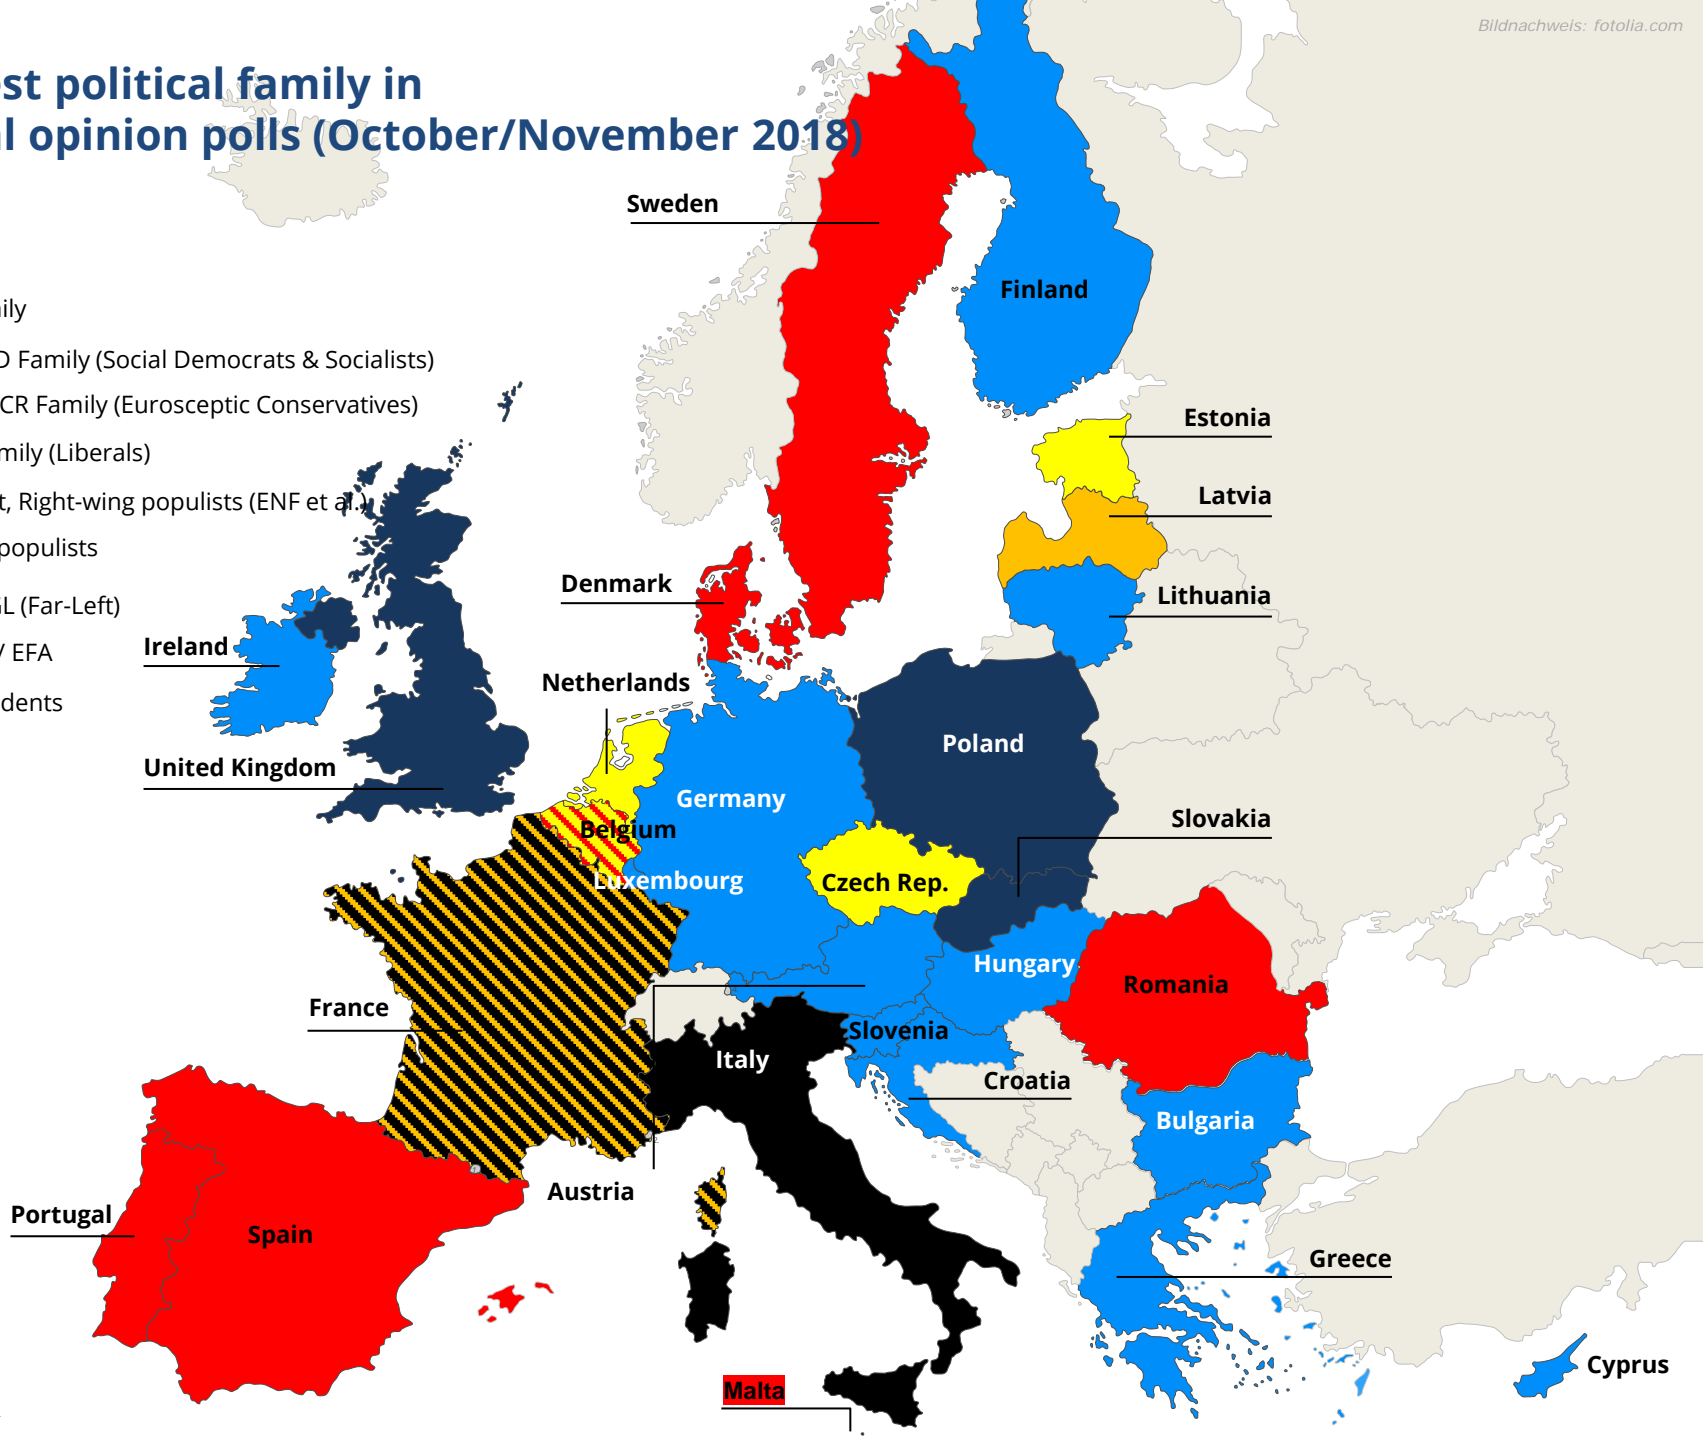 Bildnachweis: fotolia.com
st political family in
l opinion polls (October/November 2018)
ily
D Family (Social Democrats & Socialists)
CR Family (Eurosceptic Conservatives)
mily (Liberals)
t, Right-wing populists (ENF et al.)
populists
GL (Far-Left)
/ EFA
dents
Sweden
Finland
Estonia
Latvia
Denmark
Lithuania
Ireland
Netherlands
Poland
United Kingdom
Germany
Slovakia
Belgium
Luxembourg
Czech Rep.
Hungary
Romania
France
Slovenia
Italy
Croatia
Bulgaria
Austria
Portugal
Spain
Greece
Cyprus
Malta